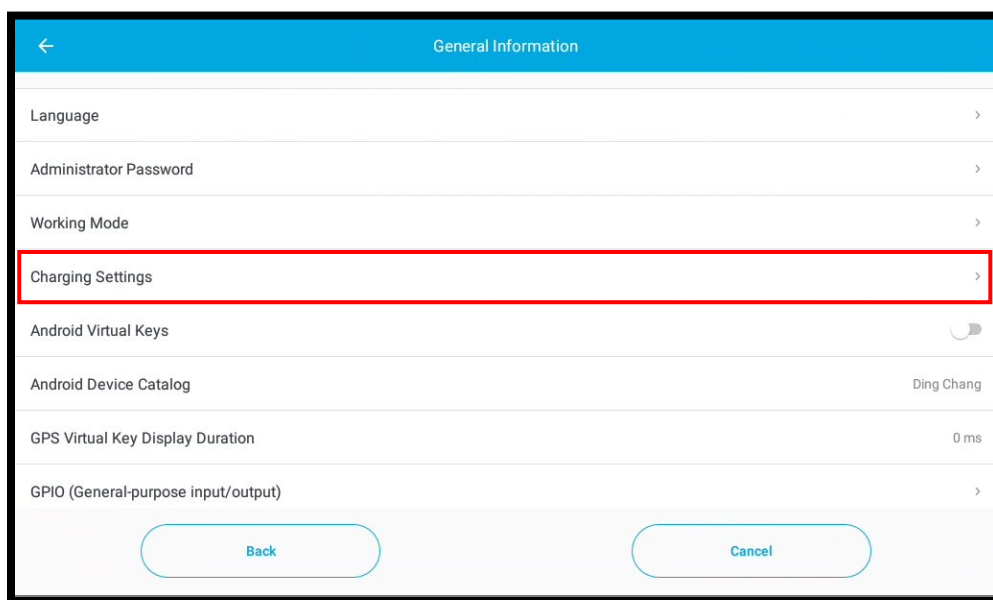 General Information
Language
Administrator Password
Working Mode
Charging Settings
Android Virtual Keys
Android Device Catalog Ding Chang
GPS Virtual Key Display Duration 0 ms
GPIO (General-purpose input/output)
Back Cancel